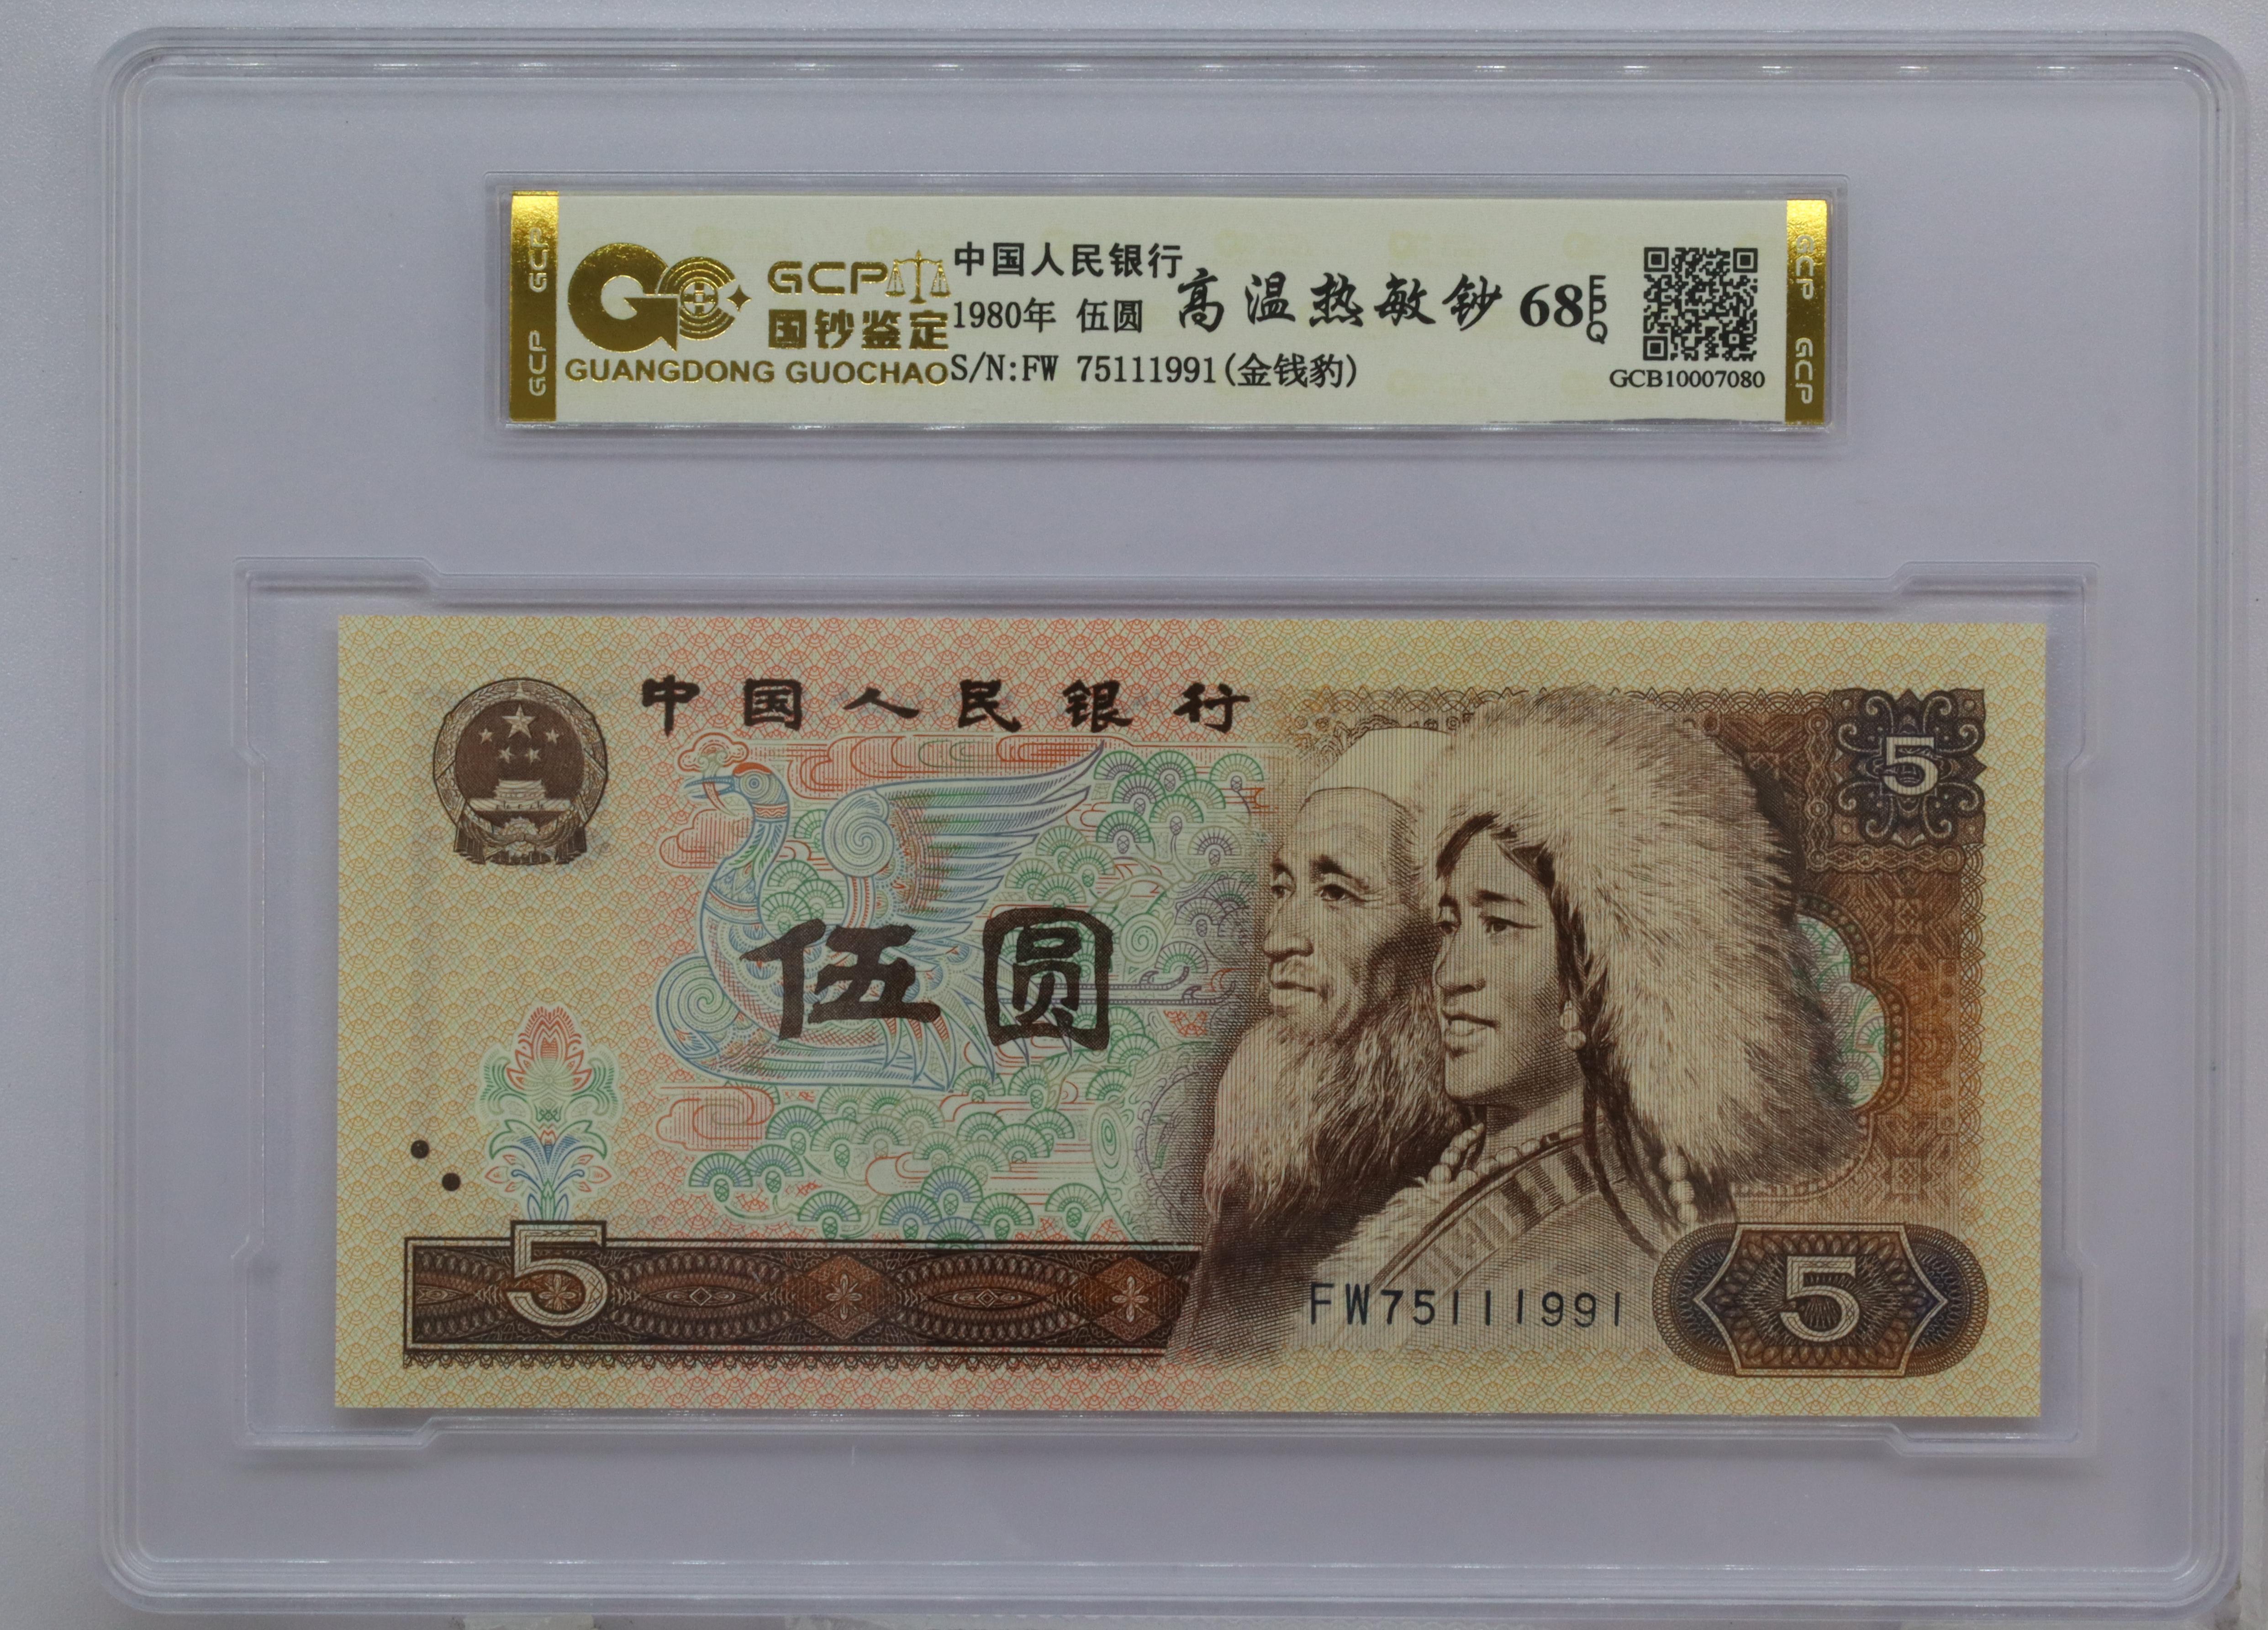 GCP
GCP
GCP
国钞鉴定
GUANGDONG GUOCHAO
中国人民银行
1980年 伍圆
S/N:FW 75111991(金钱豹)
高温热敏钞 68 EPQ
GCB10007080
GCP
GCP
中国人民银行
5
伍圆
5
FW75111991
5